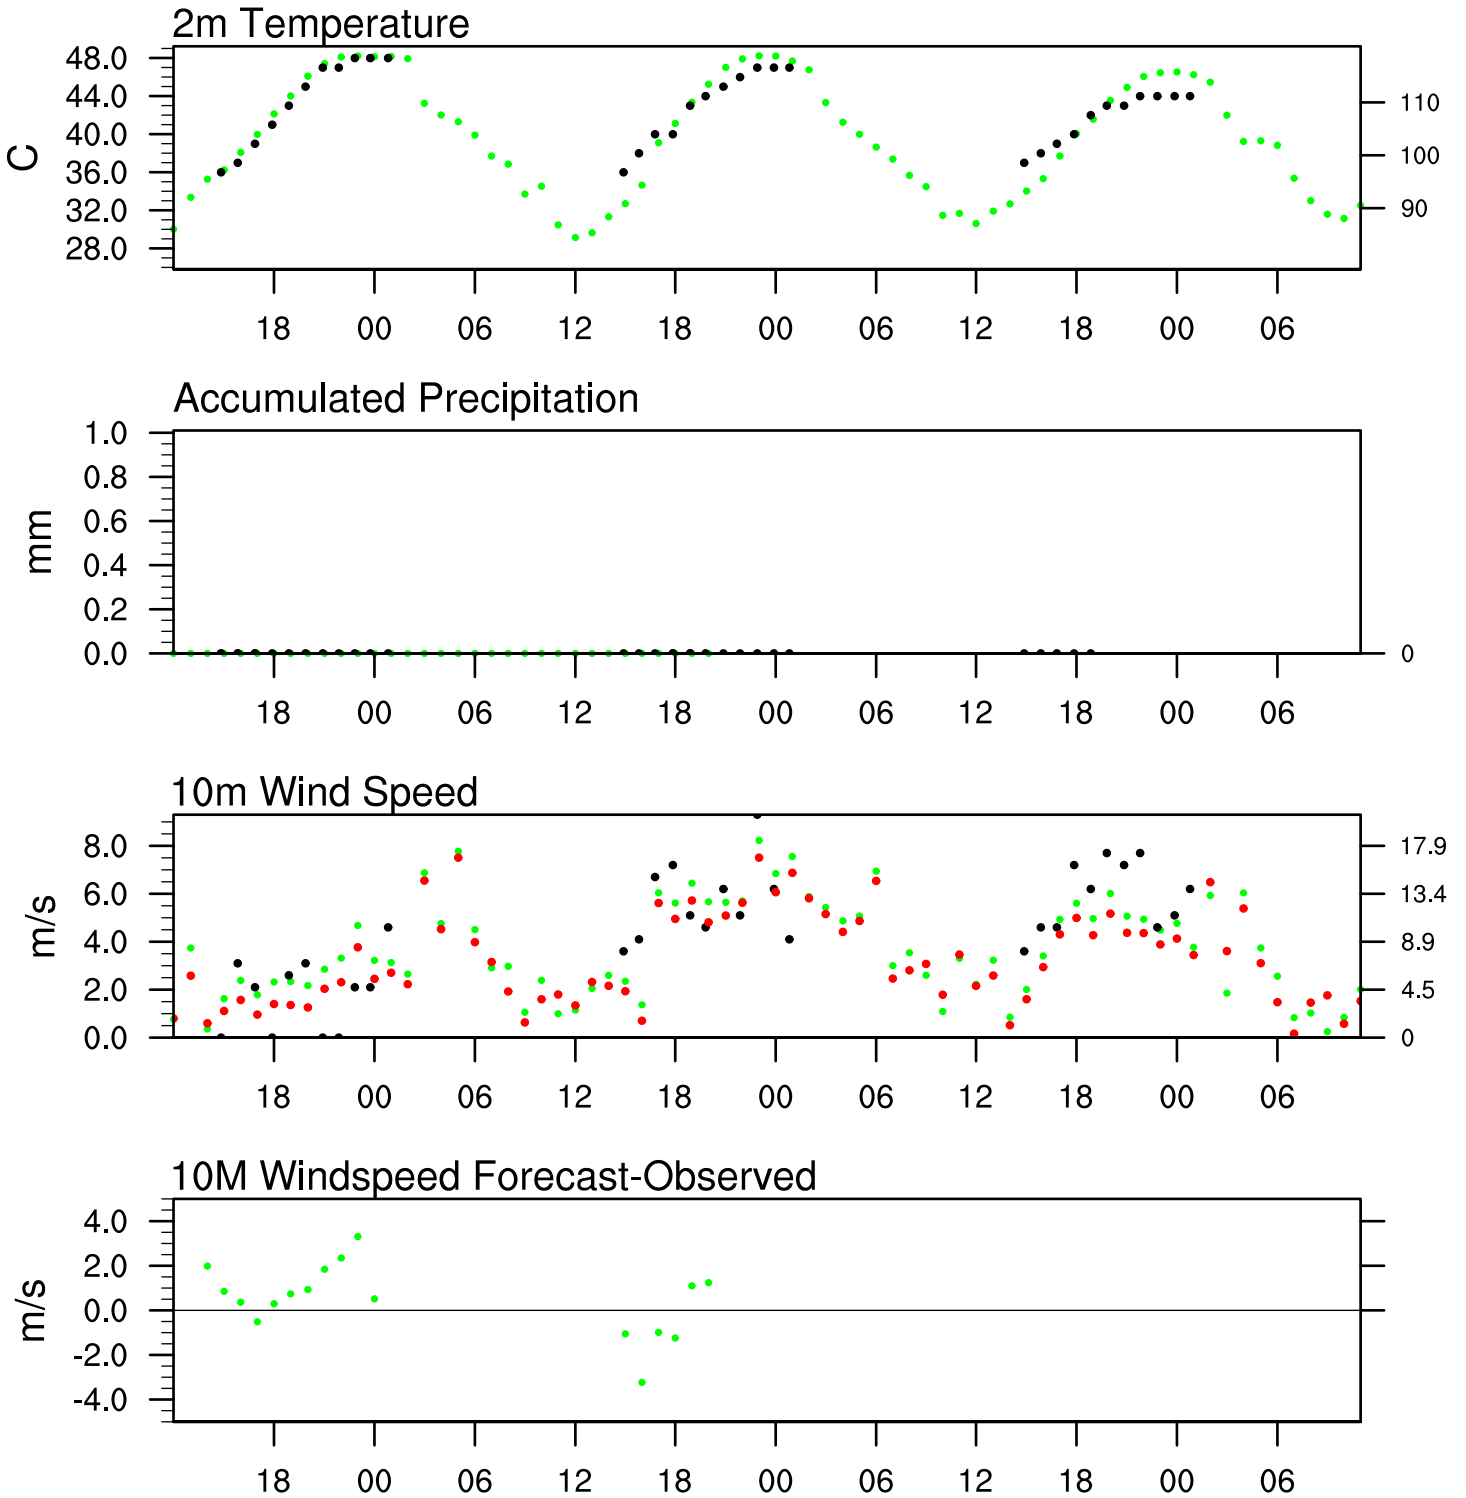 2m Temperature
48.0
44.0
40.0
36.0
32.0
28.0
C
110
100
90
18 00 06 12 18 00 06 12 18 00 06
Accumulated Precipitation
1.0
0.8
0.6
0.4
0.2
0.0
mm
0
18 00 06 12 18 00 06 12 18 00 06
10m Wind Speed
8.0
6.0
4.0
2.0
0.0
m/s
17.9
13.4
8.9
4.5
0
18 00 06 12 18 00 06 12 18 00 06
10M Windspeed Forecast-Observed
4.0
2.0
0.0
-2.0
-4.0
m/s
18 00 06 12 18 00 06 12 18 00 06